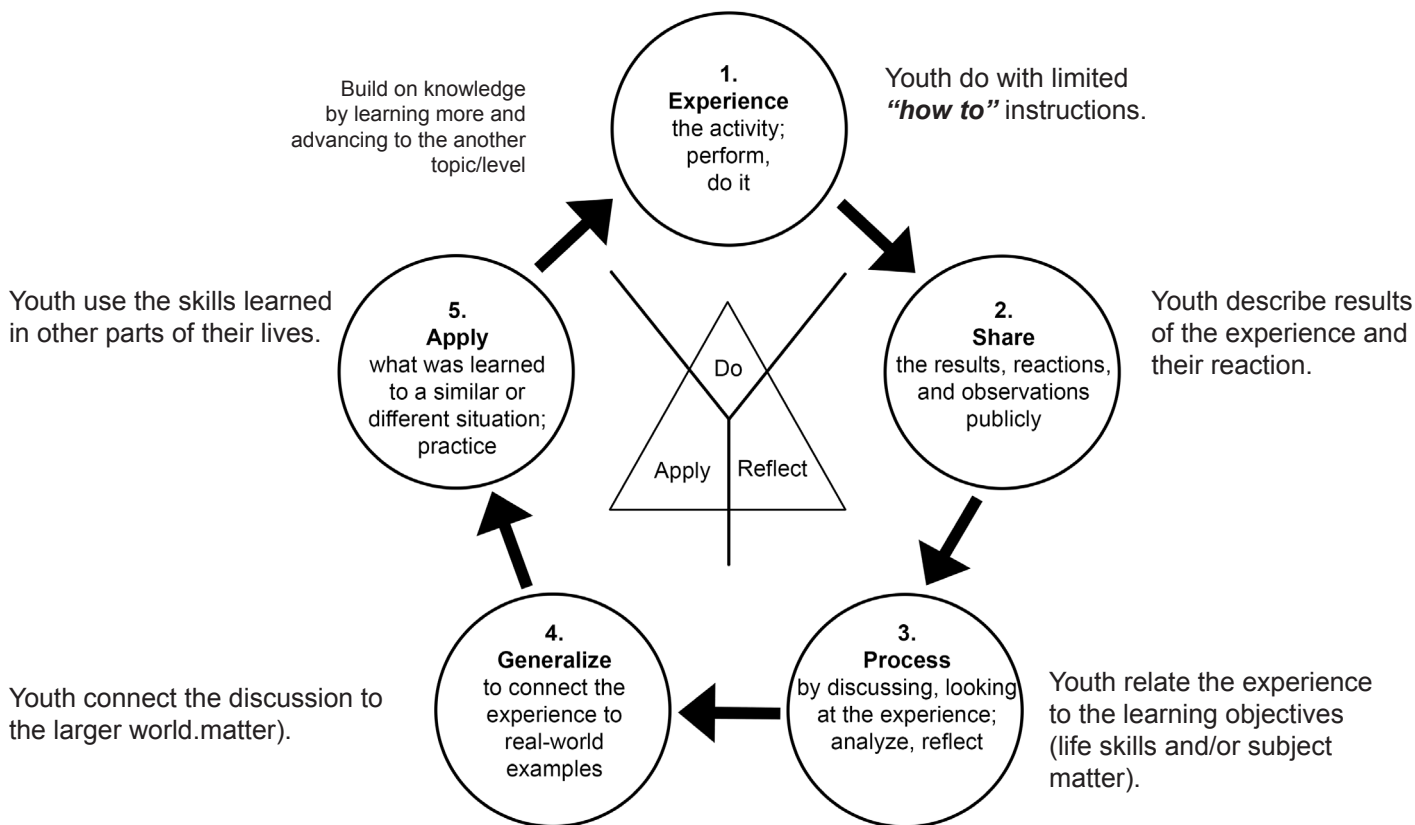 Build on knowledge
by learning more and
advancing to the another
topic/level
1.
Experience
the activity;
perform,
do it
Youth do with limited
“how to” instructions.
2.
Share
the results, reactions,
and observations
publicly
Youth describe results
of the experience and
their reaction.
3.
Process
by discussing, looking
at the experience;
analyze, reflect
Youth relate the experience
to the learning objectives
(life skills and/or subject
matter).
4.
Generalize
to connect the
experience to
real-world
examples
Youth connect the discussion to
the larger world.matter).
5.
Apply
what was learned
to a similar or
different situation;
practice
Youth use the skills learned
in other parts of their lives.
Do
Apply
Reflect